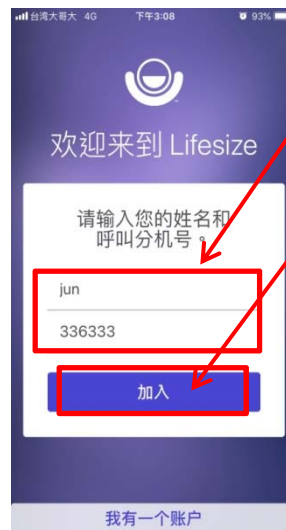 台湾大哥大 4G 下午3:08 93%
欢迎来到 Lifesize
请输入您的姓名和
呼叫分机号。
jun
336333
加入
我有一个账户